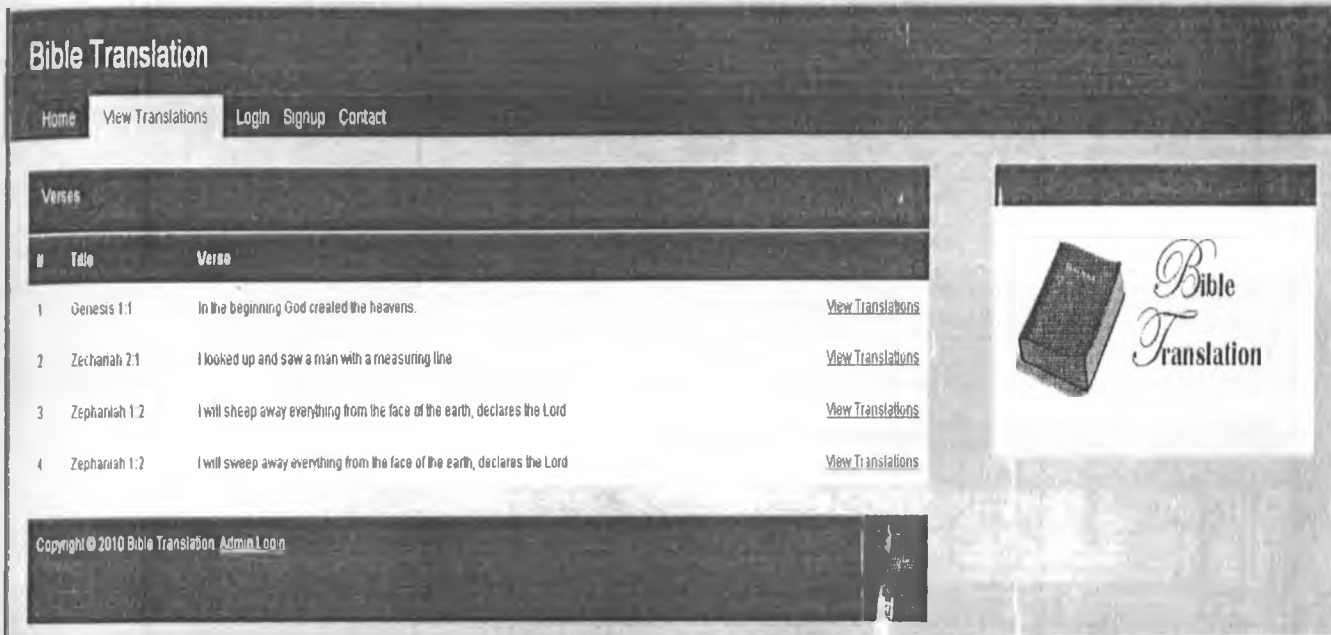 Bible Translation
Home View Translations Login Signup Contact
Verses
# Title Verse
1 Genesis 1:1 In the beginning God created the heavens. View Translations
2 Zechariah 2:1 I looked up and saw a man with a measuring line View Translations
3 Zephaniah 1:2 I will sheep away everything from the face of the earth, declares the Lord View Translations
4 Zephaniah 1:2 I will sweep away everything from the face of the earth, declares the Lord View Translations
Bible
Translation
Copyright © 2010 Bible Translation Admin Login